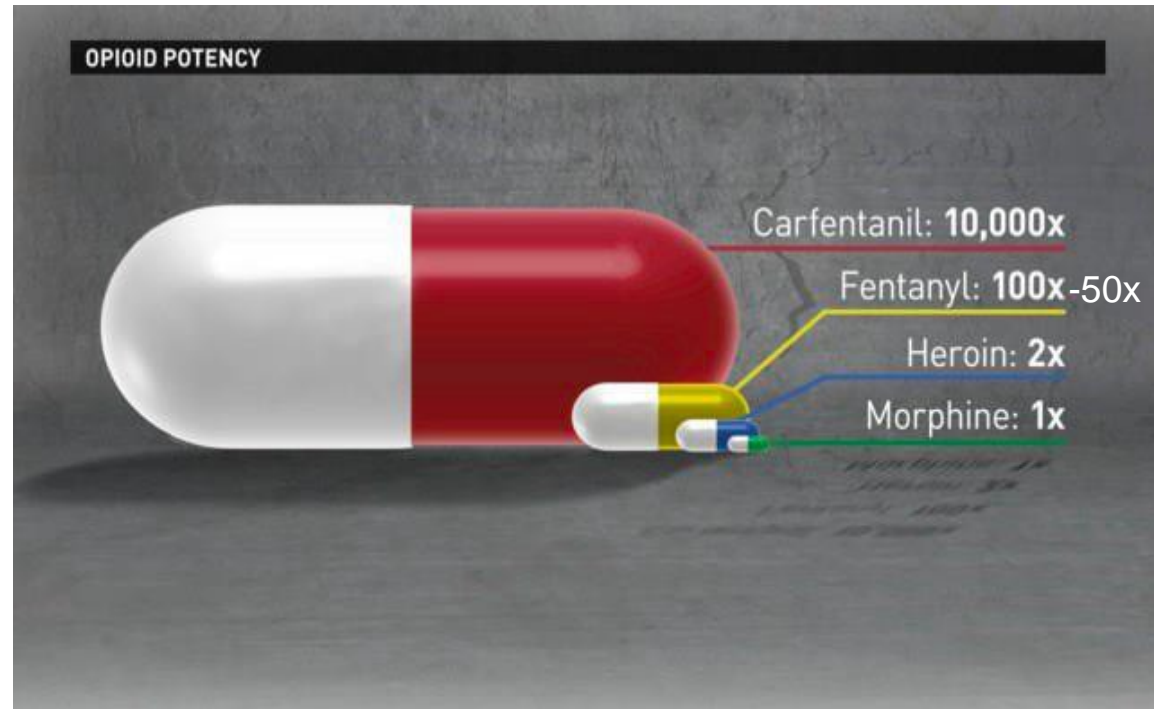 OPIOID POTENCY
Carfentanil: 10,000x
Fentanyl: 100x-50x
Heroin: 2x
Morphine: 1x